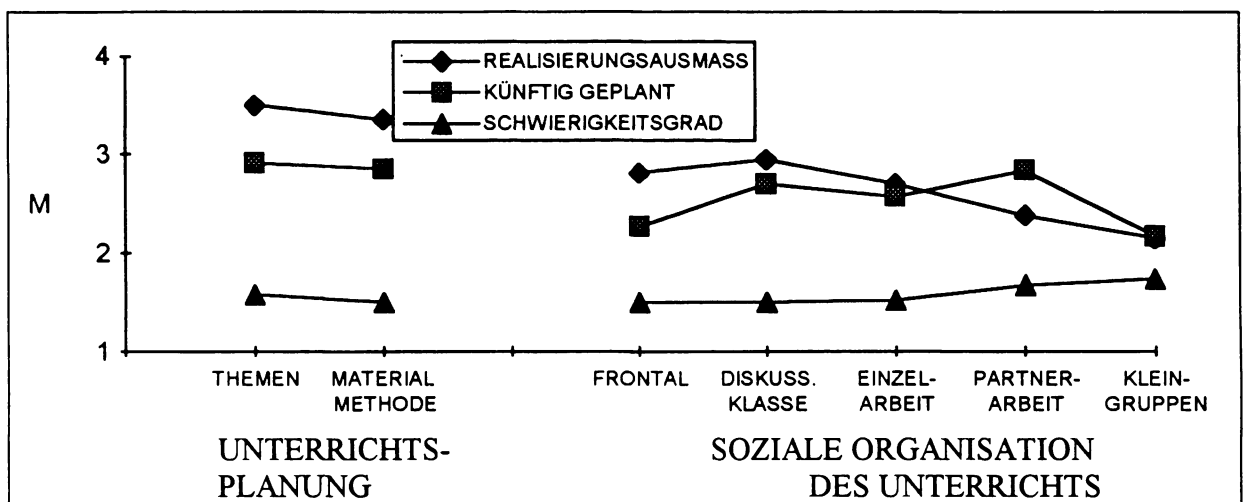 REALISIERUNGSAUSMASS
KÜNFTIG GEPLANT
SCHWIERIGKEITSGRAD
4
3
M
2
1
THEMEN
MATERIAL
METHODE
FRONTAL
DISKUSS.
KLASSE
EINZEL-
ARBEIT
PARTNER-
ARBEIT
KLEIN-
GRUPPEN
UNTERRICHTS-
PLANUNG
SOZIALE ORGANISATION
DES UNTERRICHTS